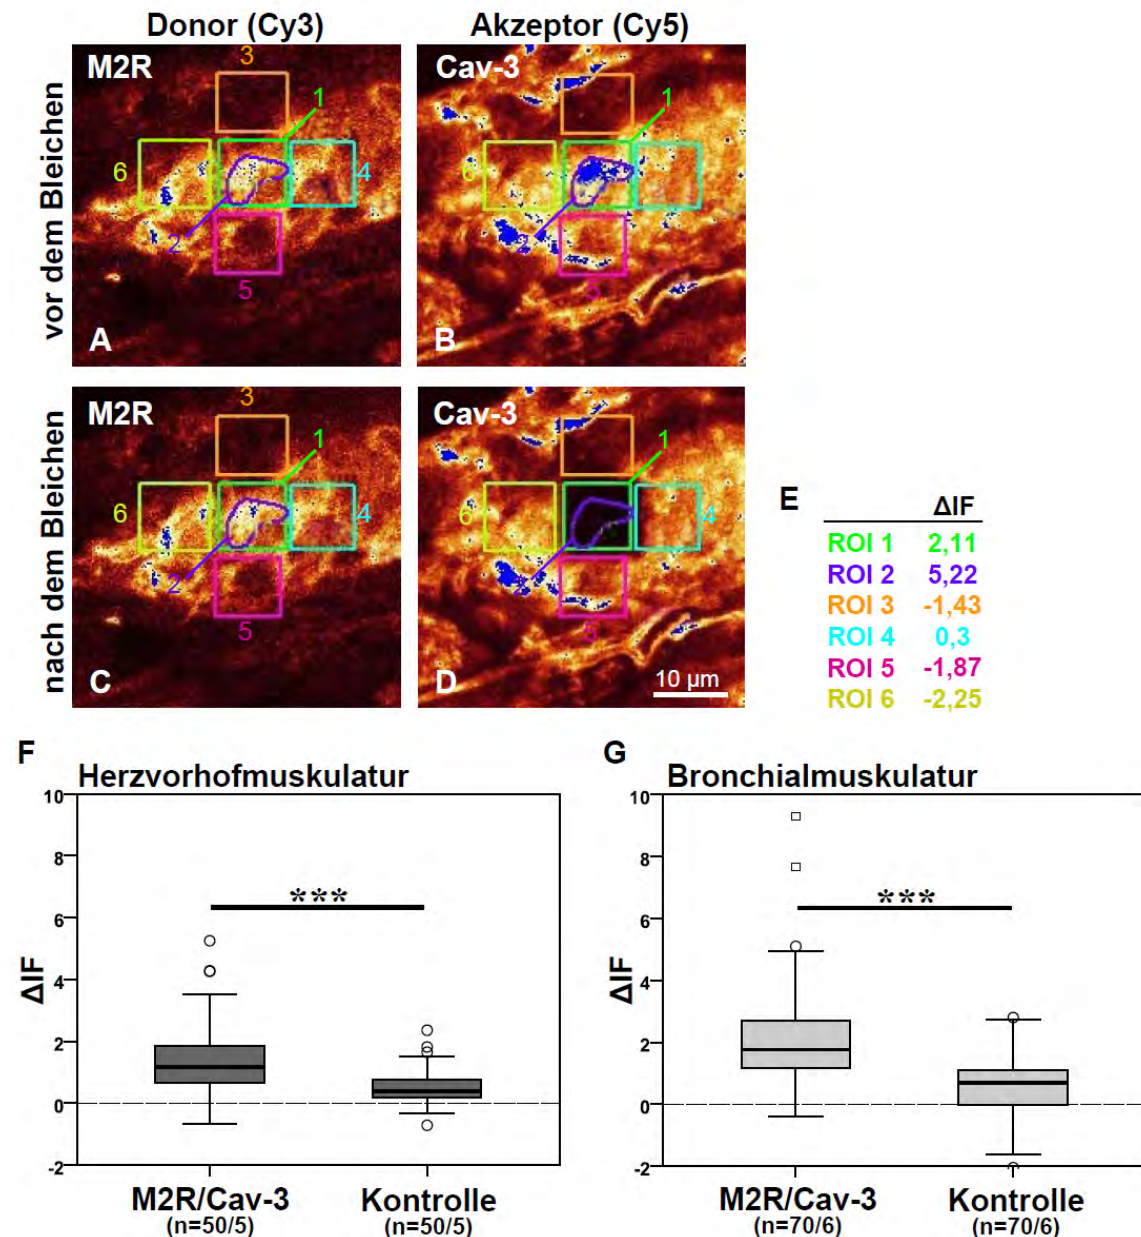 Donor (Cy3)
Akzeptor (Cy5)
vor dem Bleichen
M2R
3
1
6
4
2
5
A
Cav-3
3
1
6
4
2
5
B
nach dem Bleichen
M2R
3
1
6
4
2
5
C
Cav-3
1
6
4
2
5
D
10 µm
E
ΔIF
ROI 1 2,11
ROI 2 5,22
ROI 3 -1,43
ROI 4 0,3
ROI 5 -1,87
ROI 6 -2,25
F
Herzvorhofmuskulatur
10
8
6
4
2
0
-2
ΔIF
***
M2R/Cav-3
(n=50/5)
Kontrolle
(n=50/5)
G
Bronchialmuskulatur
10
8
6
4
2
0
-2
ΔIF
***
M2R/Cav-3
(n=70/6)
Kontrolle
(n=70/6)